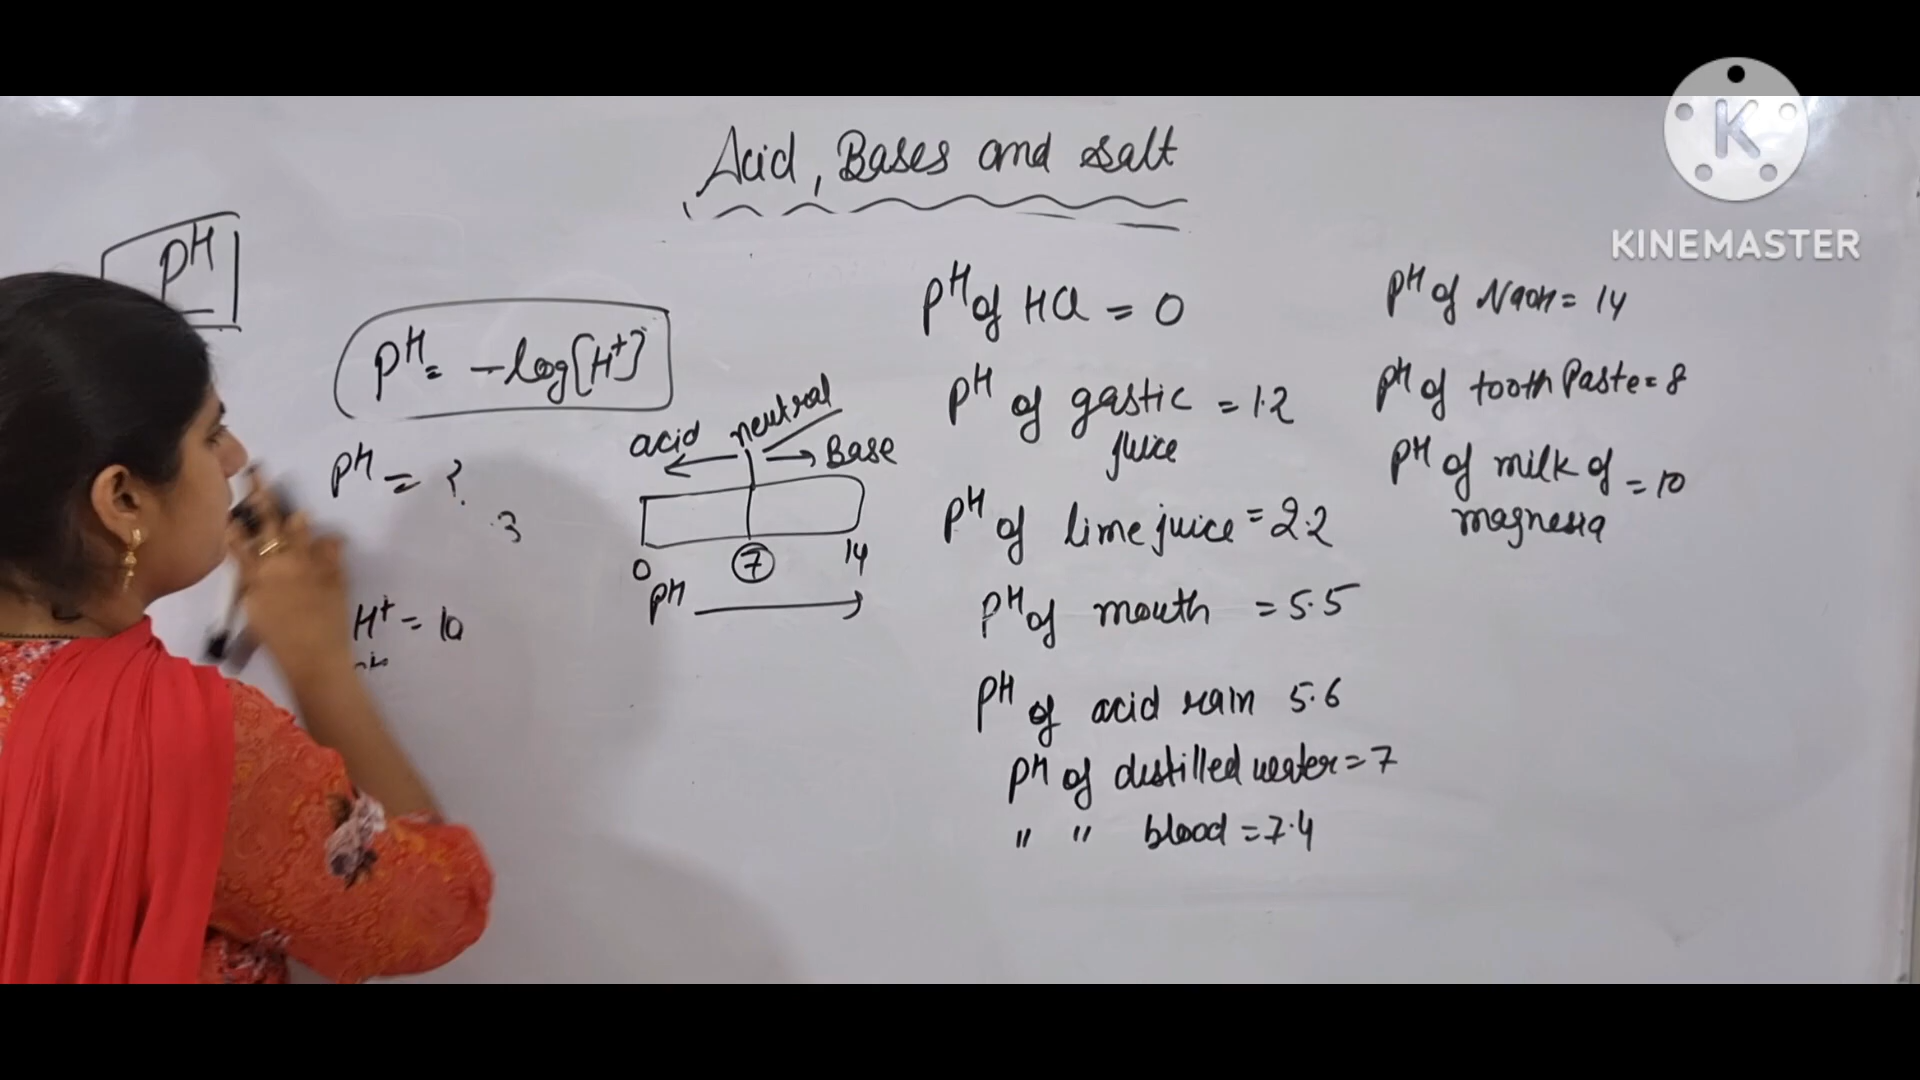 Acid, Bases and salt
pH
pH = -log[H+]
pH = ?
3
H+ = 10
acid neutral Base
0 7 14
pH
pH of HCl = 0
pH of gastic = 1.2
juice
pH of lime juice = 2.2
pH of mouth = 5.5
pH of acid rain 5.6
pH of distilled water = 7
" " blood = 7.4
pH of NaOH = 14
pH of tooth Paste = 8
pH of milk of = 10
magnesia
K
KINEMASTER